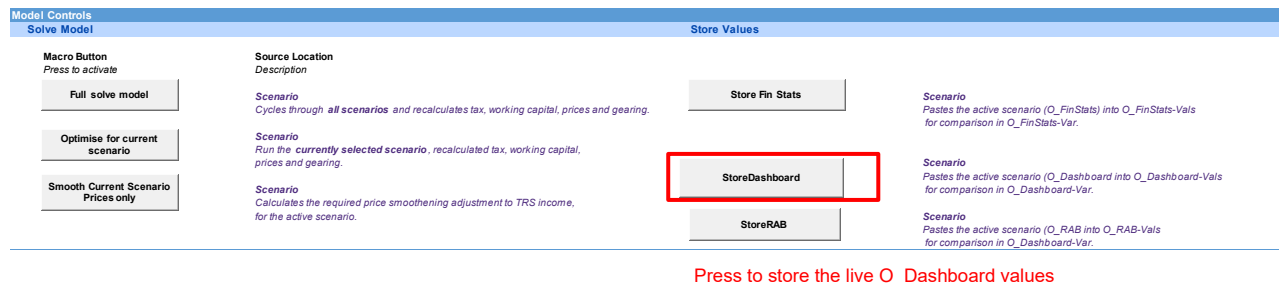 Model Controls
Solve Model
Store Values
Macro Button
Press to activate
Source Location
Description
Full solve model
Scenario
Cycles through all scenarios and recalculates tax, working capital, prices and gearing.
Store Fin Stats
Scenario
Pastes the active scenario (O_FinStats) into O_FinStats-Vals
for comparison in O_FinStats-Var.
Optimise for current
scenario
Scenario
Run the currently selected scenario, recalculated tax, working capital,
prices and gearing.
StoreDashboard
Scenario
Pastes the active scenario (O_Dashboard into O_Dashboard-Vals
for comparison in O_Dashboard-Var.
Smooth Current Scenario
Prices only
Scenario
Calculates the required price smoothening adjustment to TRS income,
for the active scenario.
StoreRAB
Scenario
Pastes the active scenario (O_RAB into O_RAB-Vals
for comparison in O_Dashboard-Var.
Press to store the live O_Dashboard values